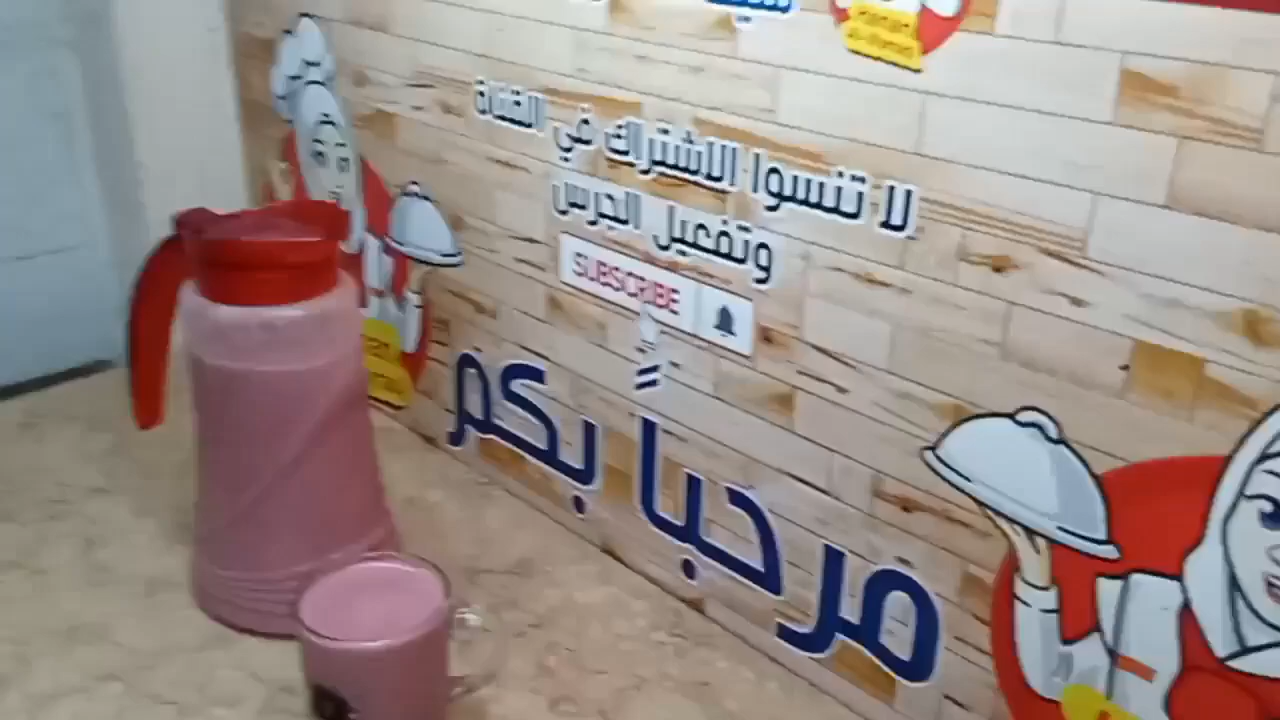 لا تنسوا الاشتراك في القناة
وتفعيل الجرس
SUBSCRIBE
مرحباً بكم